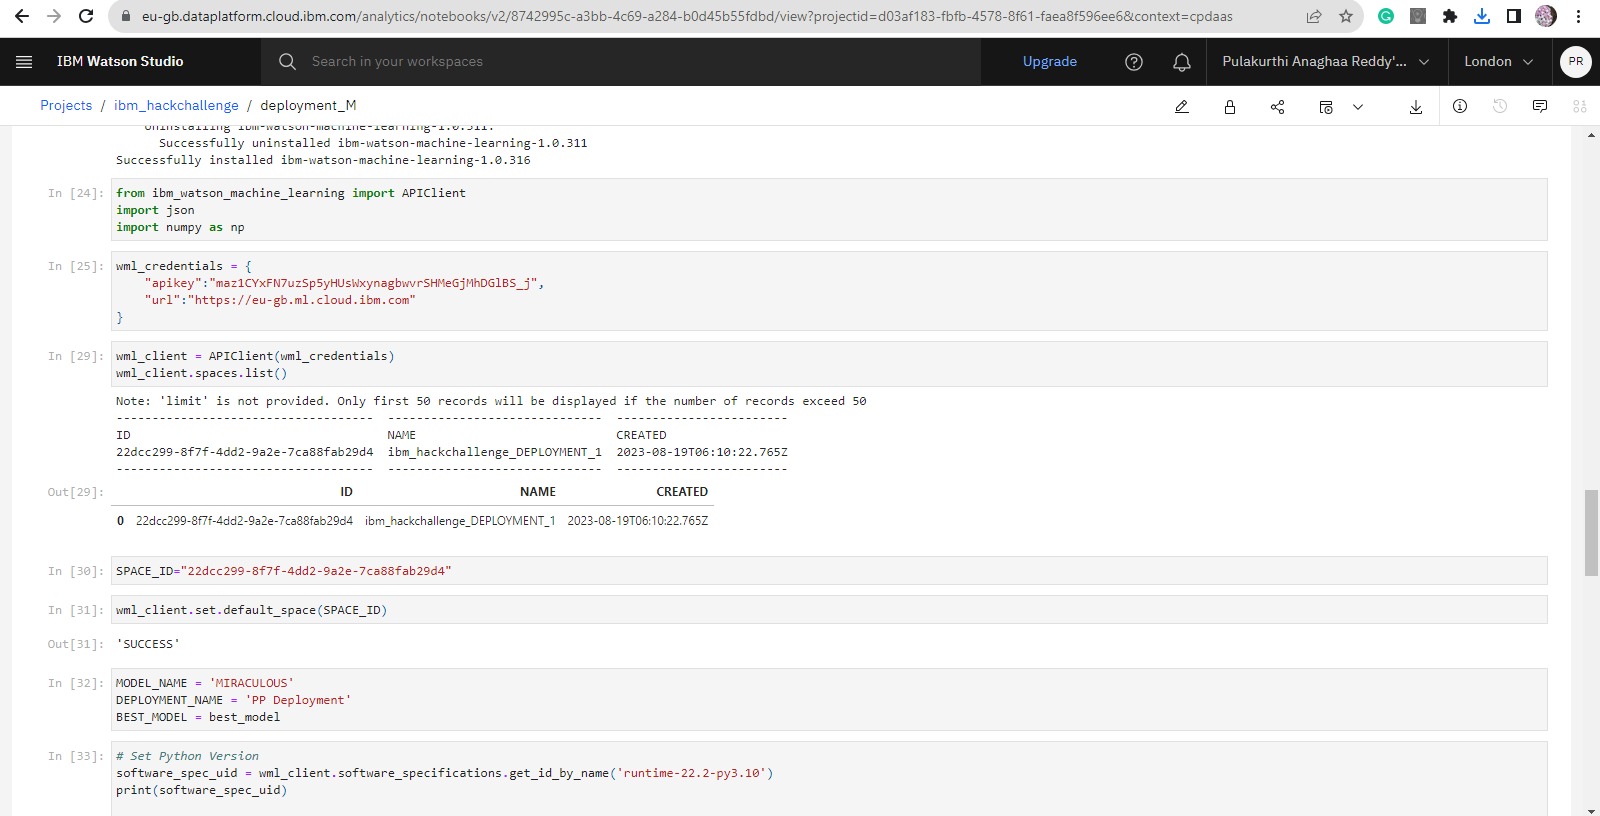 eu-gb.dataplatform.cloud.ibm.com/analytics/notebooks/v2/8742995c-a3bb-4c69-a284-b0d45b55fdbd/view?projectid=d03af183-fbfb-4578-8f61-faea8f596ee6&context=cpdaas
IBM Watson Studio
Search in your workspaces
Upgrade
Pulakurthi Anaghaa Reddy'...
London
PR
Projects / ibm_hackchallenge / deployment_M
Uninstalling ibm-watson-machine-learning-1.0.311:
Successfully uninstalled ibm-watson-machine-learning-1.0.311
Successfully installed ibm-watson-machine-learning-1.0.316
In [24]: from ibm_watson_machine_learning import APIClient
import json
import numpy as np
In [25]: wml_credentials = {
"apikey":"maz1CYxFN7uzSp5yHUsWxynagbwvrSHMeGjMhDGlBS_j",
"url":"https://eu-gb.ml.cloud.ibm.com"
}
In [29]: wml_client = APIClient(wml_credentials)
wml_client.spaces.list()
Note: 'limit' is not provided. Only first 50 records will be displayed if the number of records exceed 50
------------------------------------ ------------------------------ ------------------------
ID NAME CREATED
22dcc299-8f7f-4dd2-9a2e-7ca88fab29d4 ibm_hackchallenge_DEPLOYMENT_1 2023-08-19T06:10:22.765Z
------------------------------------ ------------------------------ ------------------------
Out[29]: ID NAME CREATED
0 22dcc299-8f7f-4dd2-9a2e-7ca88fab29d4 ibm_hackchallenge_DEPLOYMENT_1 2023-08-19T06:10:22.765Z
In [30]: SPACE_ID="22dcc299-8f7f-4dd2-9a2e-7ca88fab29d4"
In [31]: wml_client.set.default_space(SPACE_ID)
Out[31]: 'SUCCESS'
In [32]: MODEL_NAME = 'MIRACULOUS'
DEPLOYMENT_NAME = 'PP Deployment'
BEST_MODEL = best_model
In [33]: # Set Python Version
software_spec_uid = wml_client.software_specifications.get_id_by_name('runtime-22.2-py3.10')
print(software_spec_uid)